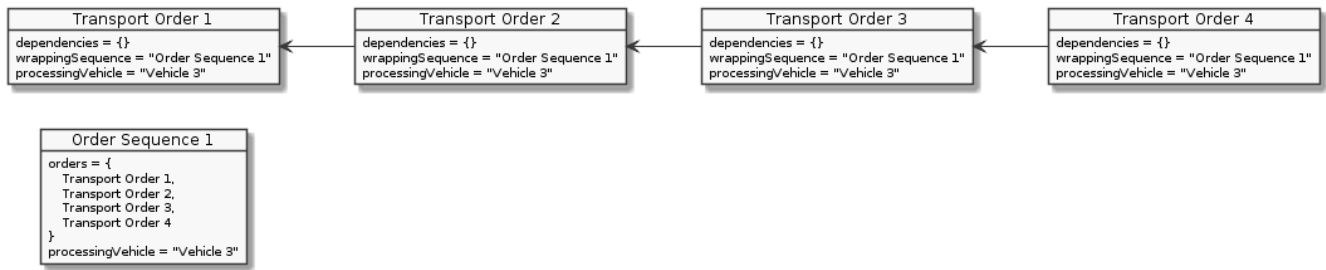 Transport Order 1
dependencies = {}
wrappingSequence = "Order Sequence 1"
processingVehicle = "Vehicle 3"
Transport Order 2
dependencies = {}
wrappingSequence = "Order Sequence 1"
processingVehicle = "Vehicle 3"
Transport Order 3
dependencies = {}
wrappingSequence = "Order Sequence 1"
processingVehicle = "Vehicle 3"
Transport Order 4
dependencies = {}
wrappingSequence = "Order Sequence 1"
processingVehicle = "Vehicle 3"
Order Sequence 1
orders = {
Transport Order 1,
Transport Order 2,
Transport Order 3,
Transport Order 4
}
processingVehicle = "Vehicle 3"